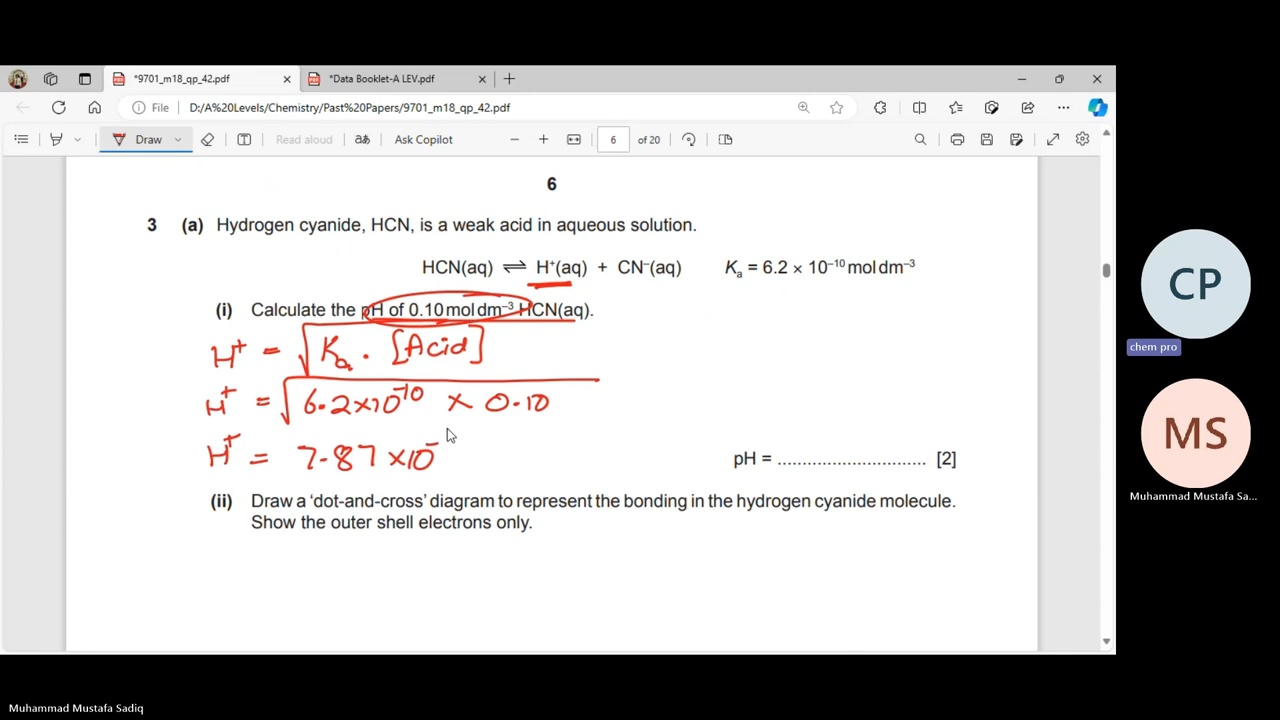 *9701_m18_qp_42.pdf
*Data Booklet-A LEV.pdf
File D:/A%20Levels/Chemistry/Past%20Papers/9701_m18_qp_42.pdf
Draw Read aloud aあ Ask Copilot 6 of 20
6
3 (a) Hydrogen cyanide, HCN, is a weak acid in aqueous solution.
HCN(aq) ⇌ H⁺(aq) + CN⁻(aq) Kₐ = 6.2 × 10⁻¹⁰ mol dm⁻³
(i) Calculate the pH of 0.10 mol dm⁻³ HCN(aq).
H⁺ = √Kₐ . [Acid]
H⁺ = √6.2×10⁻¹⁰ × 0.10
H⁺ = 7.87 ×10⁻
pH = ............................ [2]
(ii) Draw a ‘dot-and-cross’ diagram to represent the bonding in the hydrogen cyanide molecule.
Show the outer shell electrons only.
CP
chem pro
MS
Muhammad Mustafa Sa...
Muhammad Mustafa Sadiq